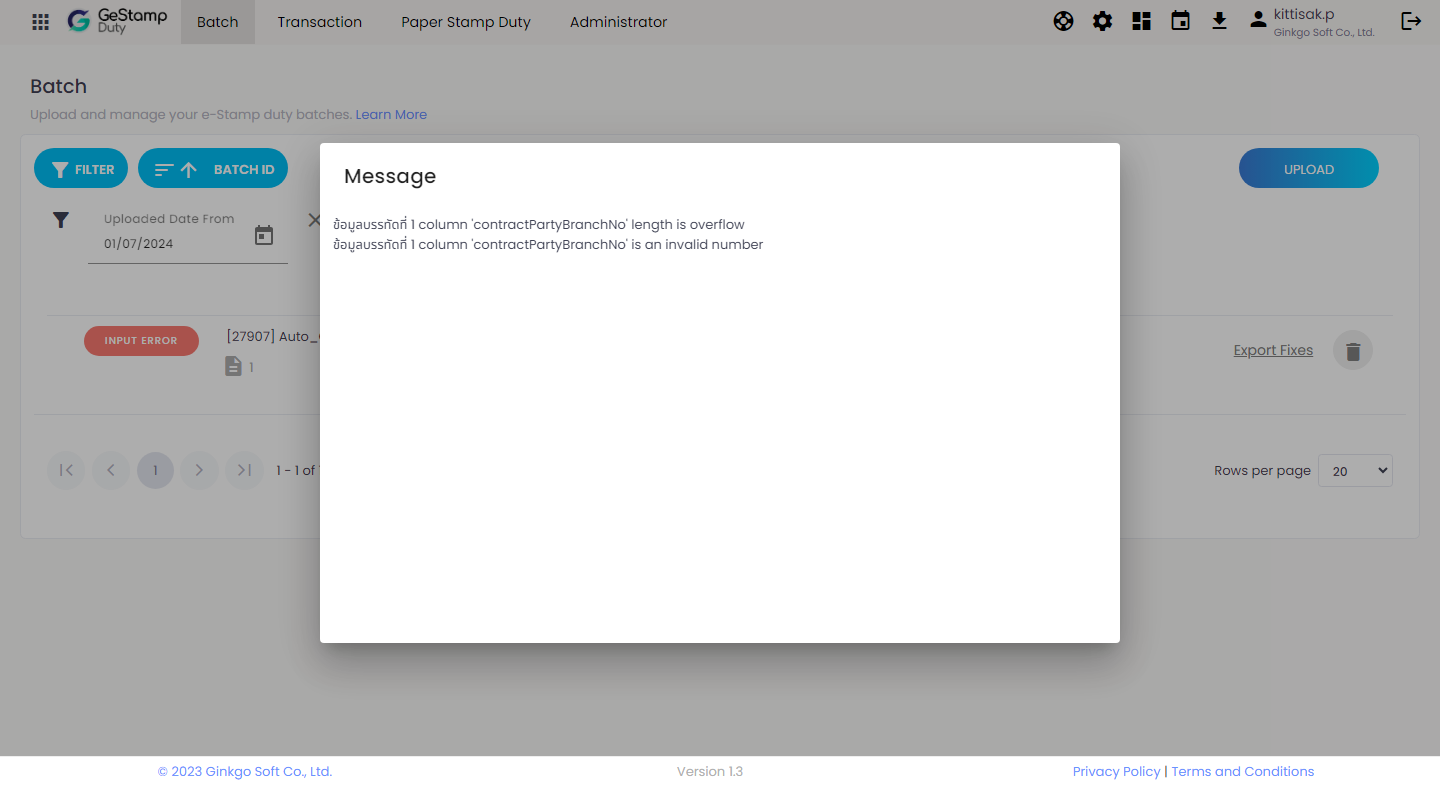 GeStamp
Duty
Batch
Transaction
Paper Stamp Duty
Administrator
kittisak.p
Ginkgo Soft Co., Ltd.
Batch
Upload and manage your e-Stamp duty batches. Learn More
FILTER
BATCH ID
UPLOAD
Message
Uploaded Date From
01/07/2024
ข้อมูลบรรทัดที่ 1 column 'contractPartyBranchNo' length is overflow
ข้อมูลบรรทัดที่ 1 column 'contractPartyBranchNo' is an invalid number
INPUT ERROR
[27907] Auto_
1
Export Fixes
1
1 - 1 of
Rows per page
20
© 2023 Ginkgo Soft Co., Ltd.
Version 1.3
Privacy Policy | Terms and Conditions